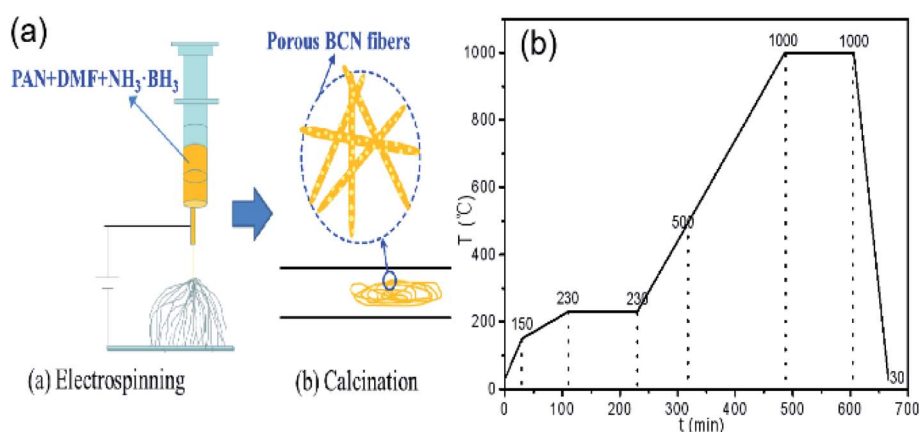 (a)
PAN+DMF+NH₃·BH₃
Porous BCN fibers
(a) Electrospinning
(b) Calcination
(b)
T (℃)
1000
800
600
400
200
0
150
230
230
500
1000
1000
30
0 100 200 300 400 500 600 700
t (min)